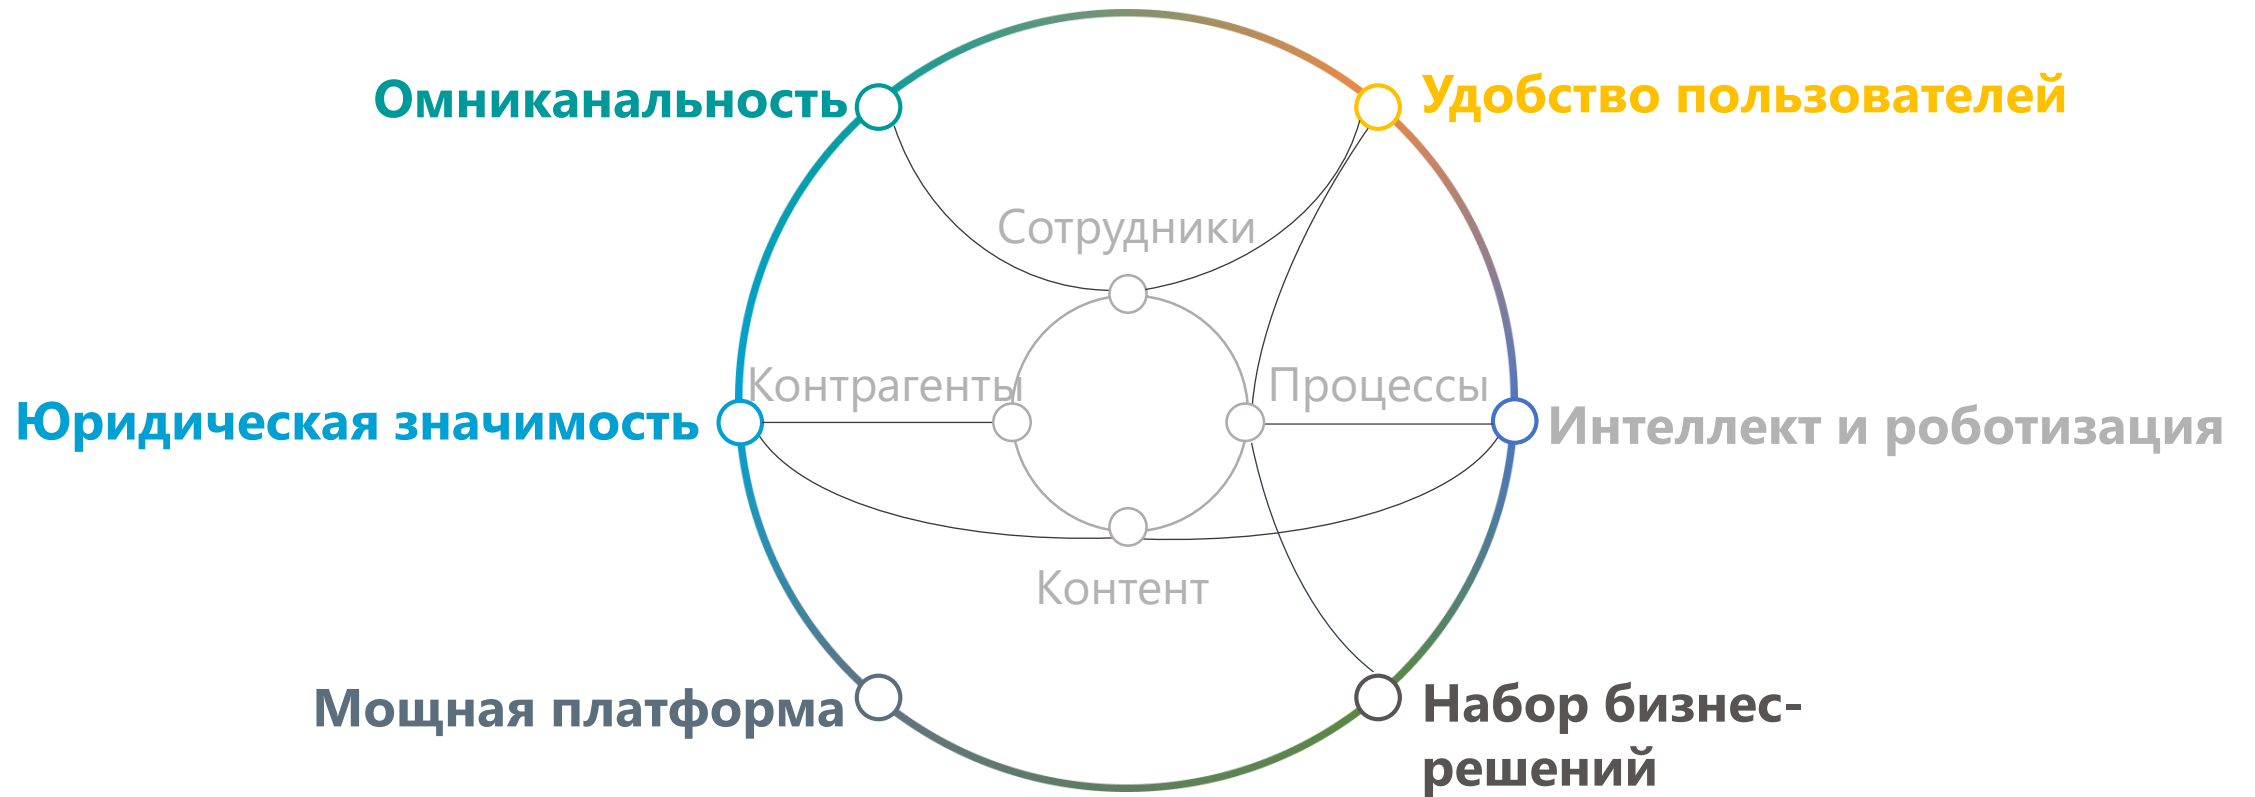 Омниканальность
Удобство пользователей
Сотрудники
Контрагенты
Процессы
Юридическая значимость
Интеллект и роботизация
Контент
Мощная платформа
Набор бизнес-
решений